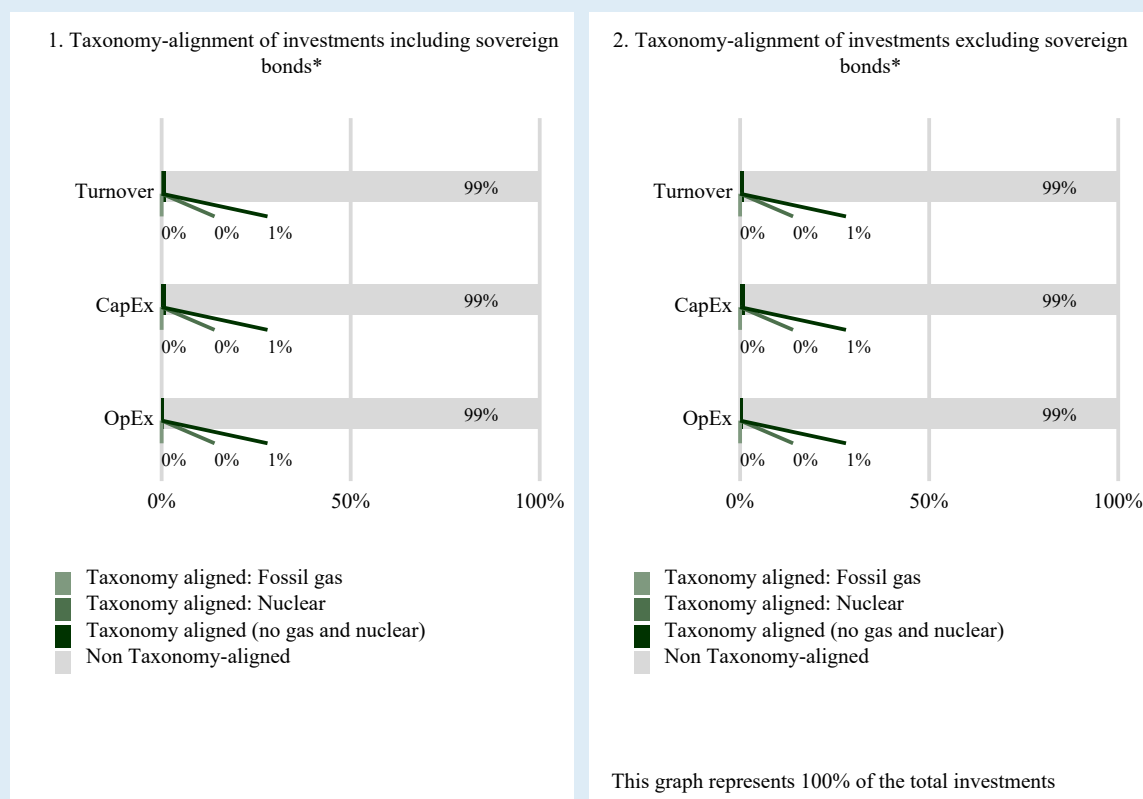 1. Taxonomy-alignment of investments including sovereign
bonds*
Turnover
99%
0% 0% 1%
CapEx
99%
0% 0% 1%
OpEx
99%
0% 0% 1%
0% 50% 100%
Taxonomy aligned: Fossil gas
Taxonomy aligned: Nuclear
Taxonomy aligned (no gas and nuclear)
Non Taxonomy-aligned
2. Taxonomy-alignment of investments excluding sovereign
bonds*
Turnover
99%
0% 0% 1%
CapEx
99%
0% 0% 1%
OpEx
99%
0% 0% 1%
0% 50% 100%
Taxonomy aligned: Fossil gas
Taxonomy aligned: Nuclear
Taxonomy aligned (no gas and nuclear)
Non Taxonomy-aligned
This graph represents 100% of the total investments